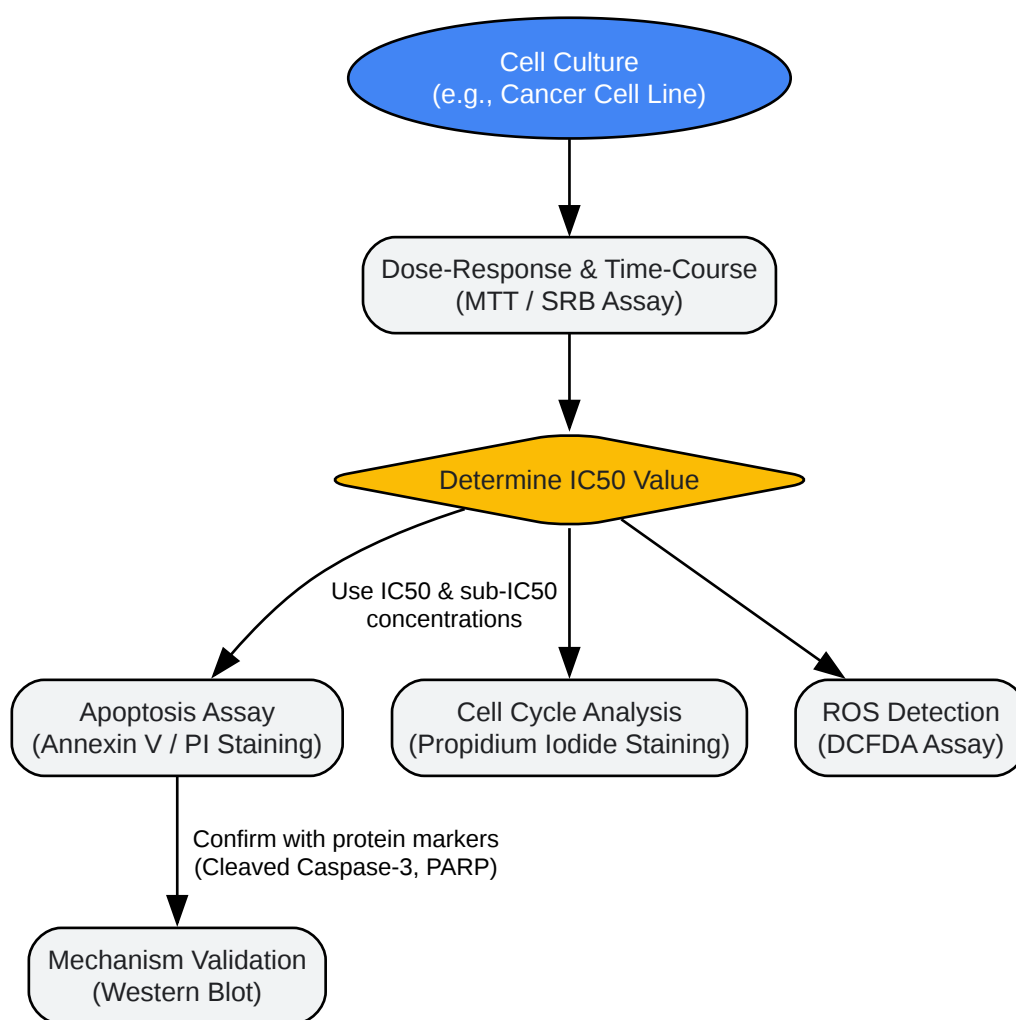 Cell Culture
(e.g., Cancer Cell Line)
Dose-Response & Time-Course
(MTT / SRB Assay)
Determine IC50 Value
Use IC50 & sub-IC50
concentrations
Apoptosis Assay
(Annexin V / PI Staining)
Cell Cycle Analysis
(Propidium Iodide Staining)
ROS Detection
(DCFDA Assay)
Confirm with protein markers
(Cleaved Caspase-3, PARP)
Mechanism Validation
(Western Blot)